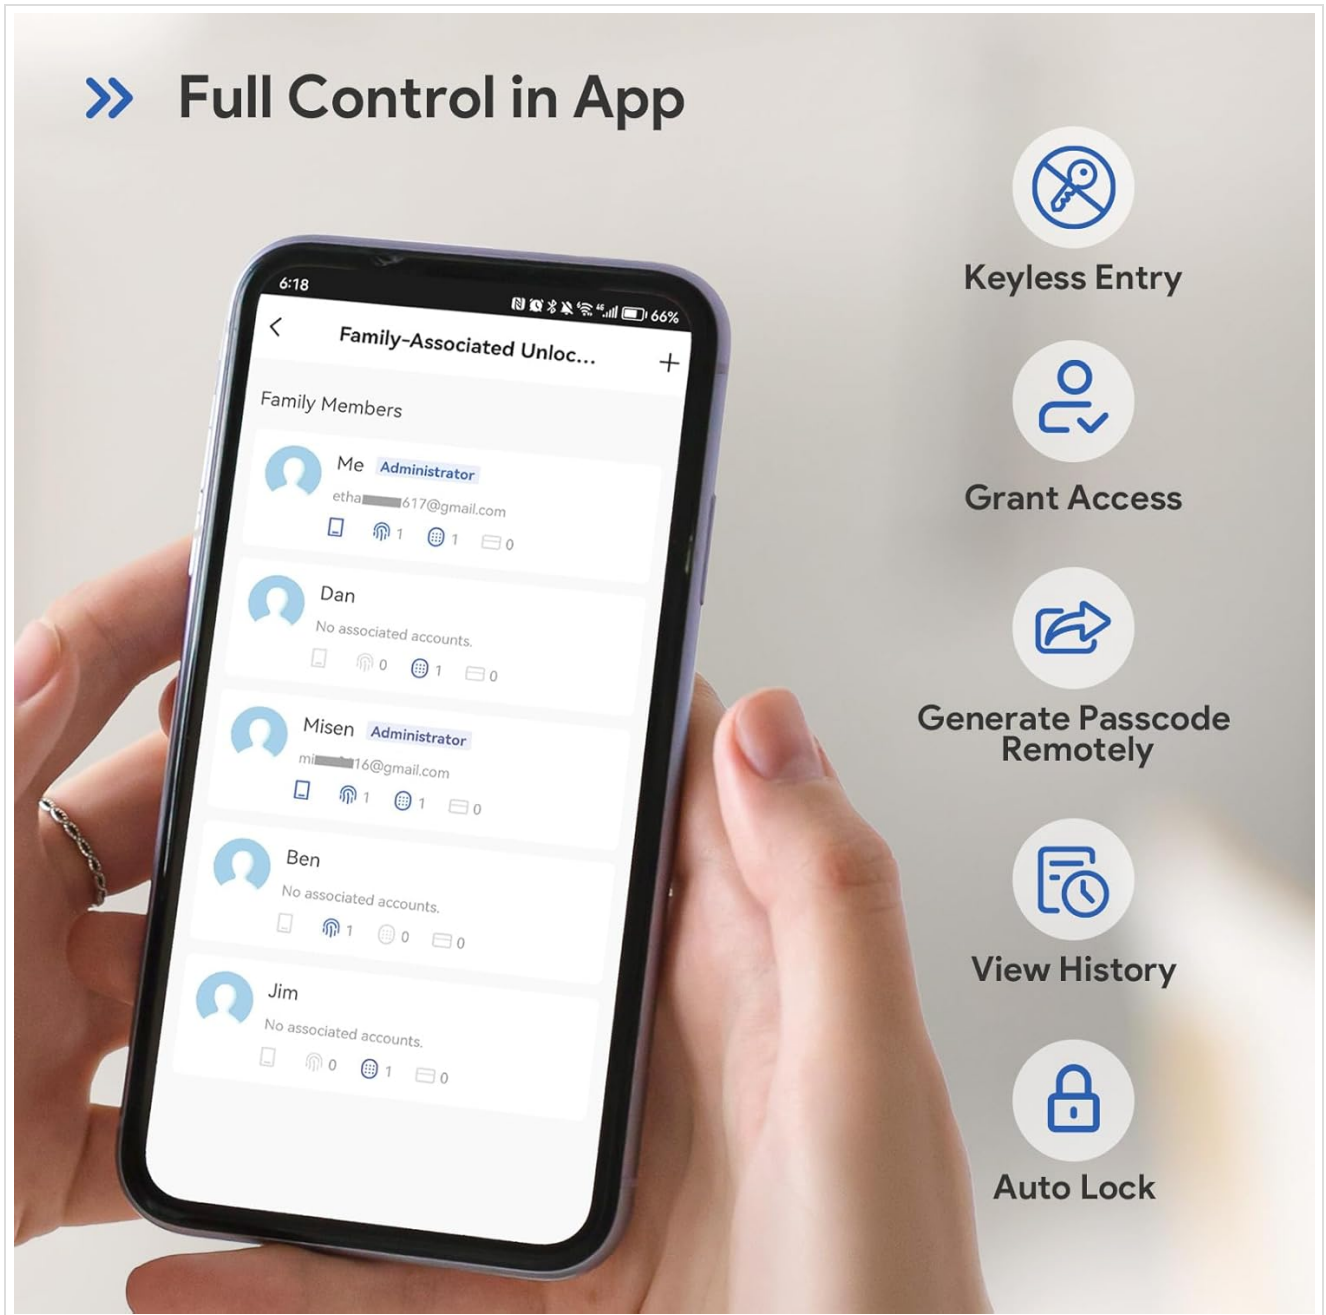 Full Control in App
6:18
4G
66%
Family-Associated Unloc...
Family Members
Me Administrator
etha 617@gmail.com
1 1 0
Dan
No associated accounts.
0 1 0
Misen Administrator
mi 16@gmail.com
1 1 0
Ben
No associated accounts.
1 0 0
Jim
No associated accounts.
0 1 0
Keyless Entry
Grant Access
Generate Passcode
Remotely
View History
Auto Lock